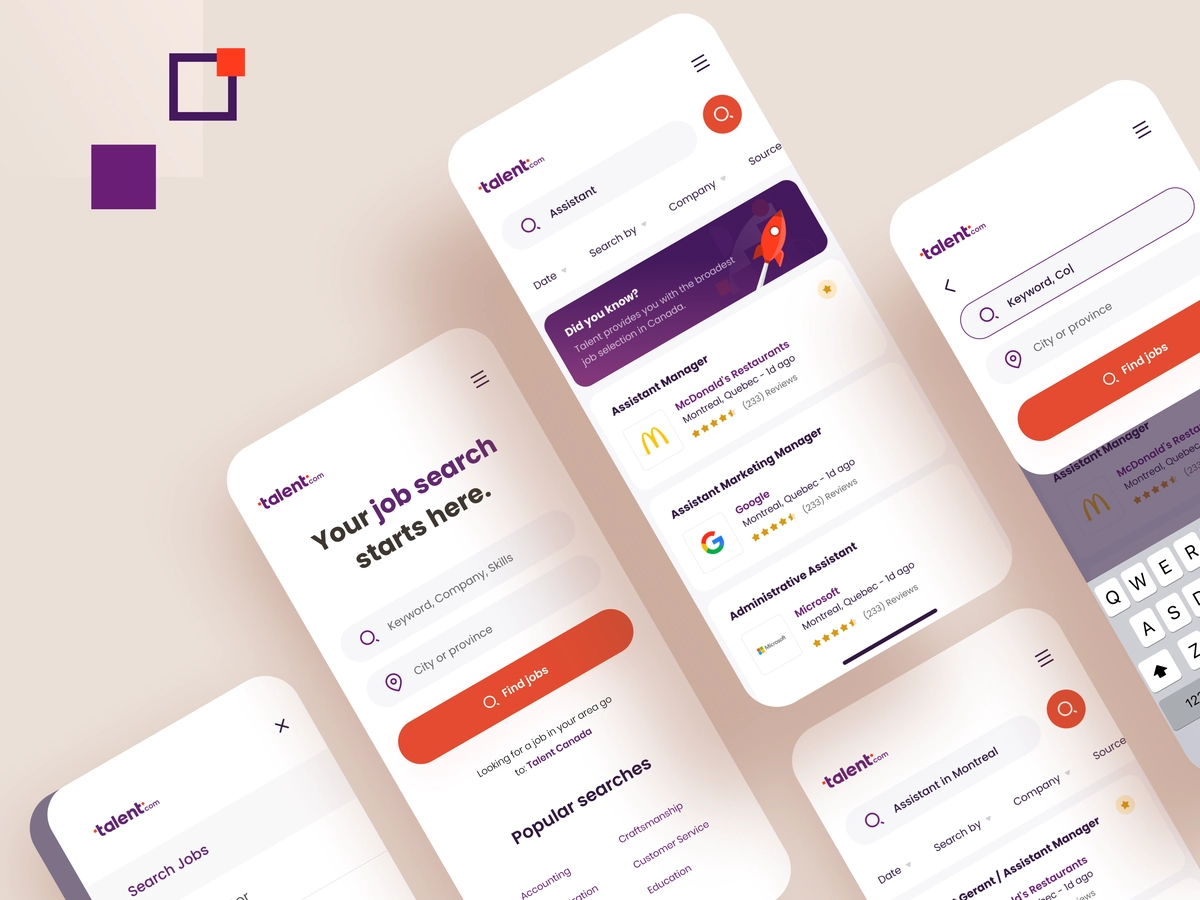 talent.com
Search Jobs
talent.com
Your job search
starts here.
Keyword, Company, Skills
City or province
Find jobs
Looking for a job in your area go
to: Talent Canada
Popular searches
Accounting
Craftsmanship
Customer Service
Education
talent.com
Assistant
Date
Search by
Company
Source
Did you know?
Talent provides you with the broadest
job selection in Canada.
Assistant Manager
McDonald's Restaurants
Montreal, Quebec - 1d ago
(233) Reviews
Assistant Marketing Manager
Google
Montreal, Quebec - 1d ago
(233) Reviews
Administrative Assistant
Microsoft
Microsoft
Montreal, Quebec - 1d ago
(233) Reviews
talent.com
Assistant in Montreal
Date
Search by
Company
Source
Gerant / Assistant Manager
McDonald's Restaurants
Quebec - 1d ago
talent.com
Keyword, Col
City or province
Find jobs
Assistant Manager
McDonald's Resta
Montreal, Quebec
Q W E R
A S D
Z
123